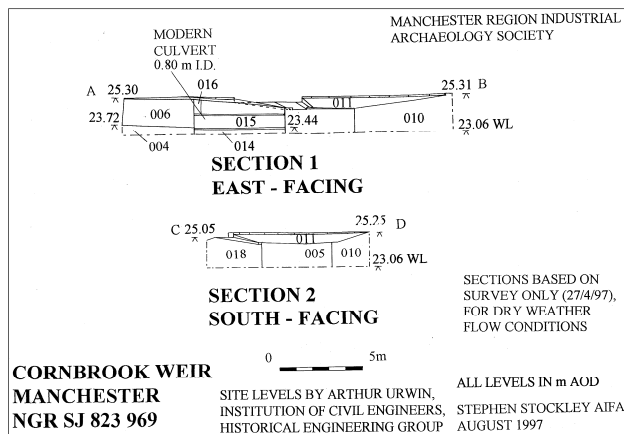 MANCHESTER REGION INDUSTRIAL
ARCHAEOLOGY SOCIETY
MODERN
CULVERT
0.80 m I.D.
016
A 25.30
25.31 B
011
23.72
006
015
23.44
010
23.06 WL
004
014
SECTION 1
EAST - FACING
C 25.05
25.25 D
011
018
005
010
23.06 WL
SECTION 2
SOUTH - FACING
SECTIONS BASED ON
SURVEY ONLY (27/4/97),
FOR DRY WEATHER
FLOW CONDITIONS
0 5m
CORNBROOK WEIR
MANCHESTER
NGR SJ 823 969
SITE LEVELS BY ARTHUR URWIN,
INSTITUTION OF CIVIL ENGINEERS,
HISTORICAL ENGINEERING GROUP
ALL LEVELS IN m AOD
STEPHEN STOCKLEY AIFA
AUGUST 1997